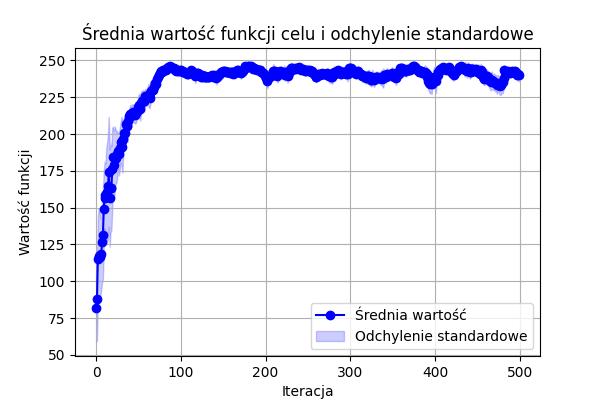 Średnia wartość funkcji celu i odchylenie standardowe
250
225
200
175
150
125
100
75
50
Wartość funkcji
0 100 200 300 400 500
Iteracja
Średnia wartość
Odchylenie standardowe